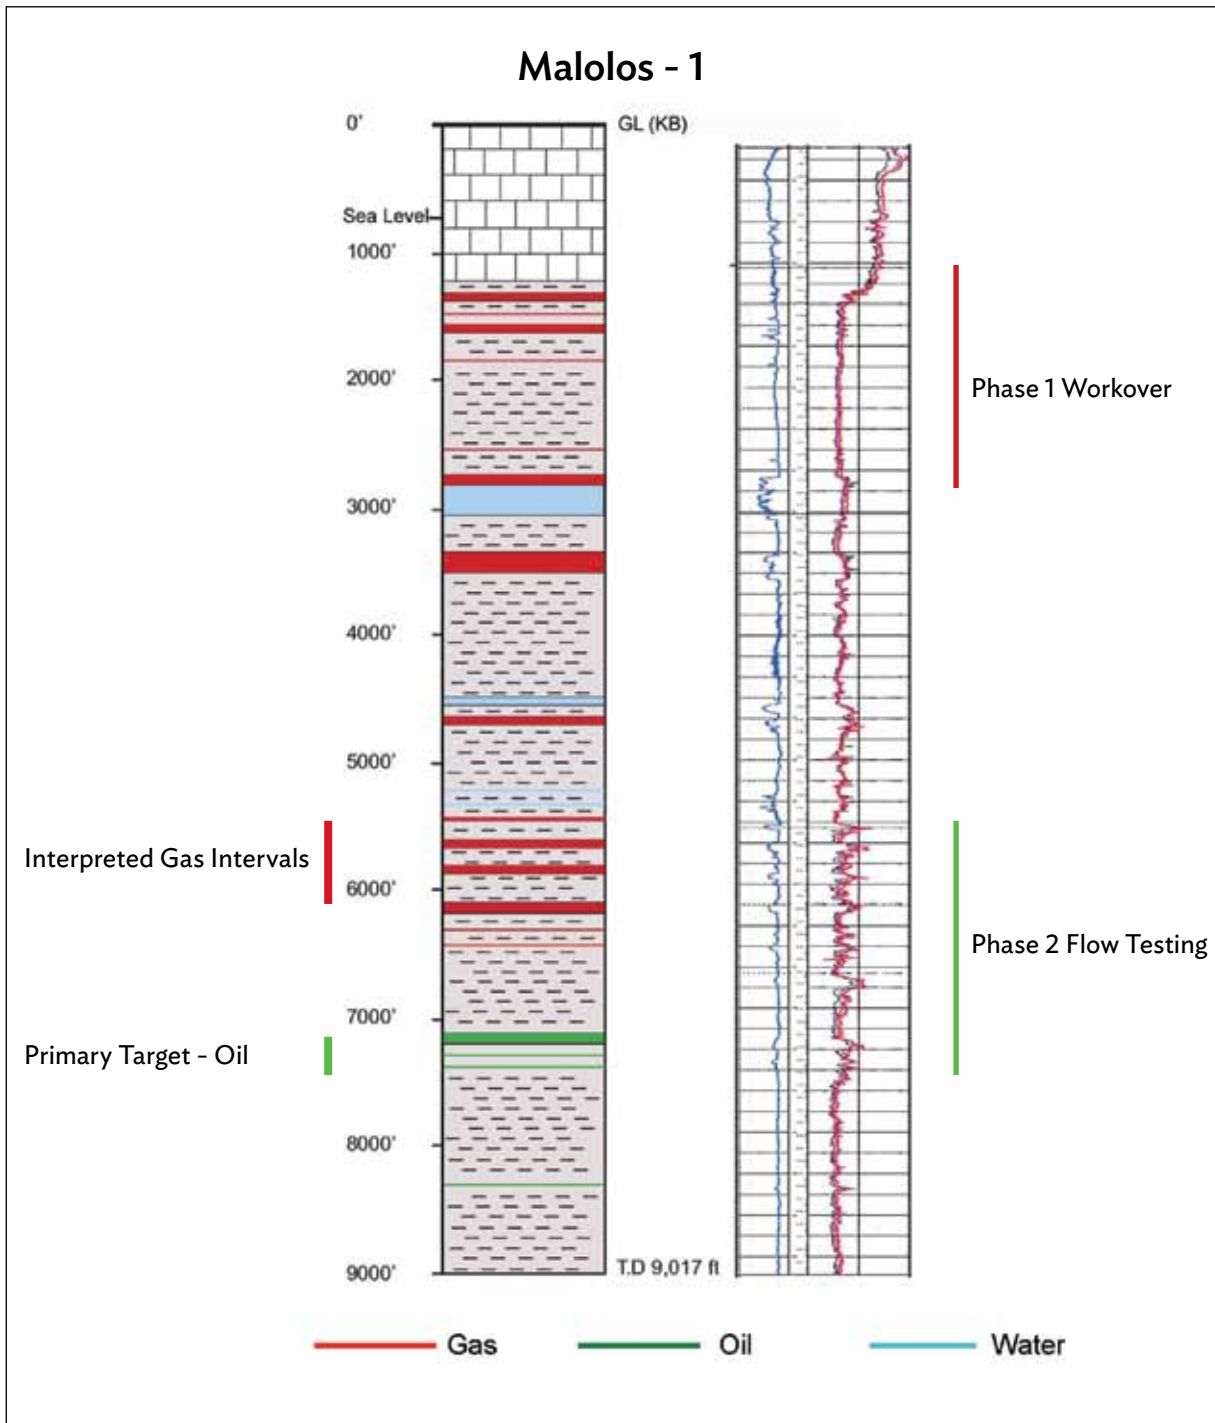 Malolos - 1
0'
GL (KB)
Sea Level
1000'
2000'
Phase 1 Workover
3000'
4000'
5000'
Interpreted Gas Intervals
6000'
Phase 2 Flow Testing
7000'
Primary Target - Oil
8000'
9000'
T.D 9,017 ft
Gas
Oil
Water